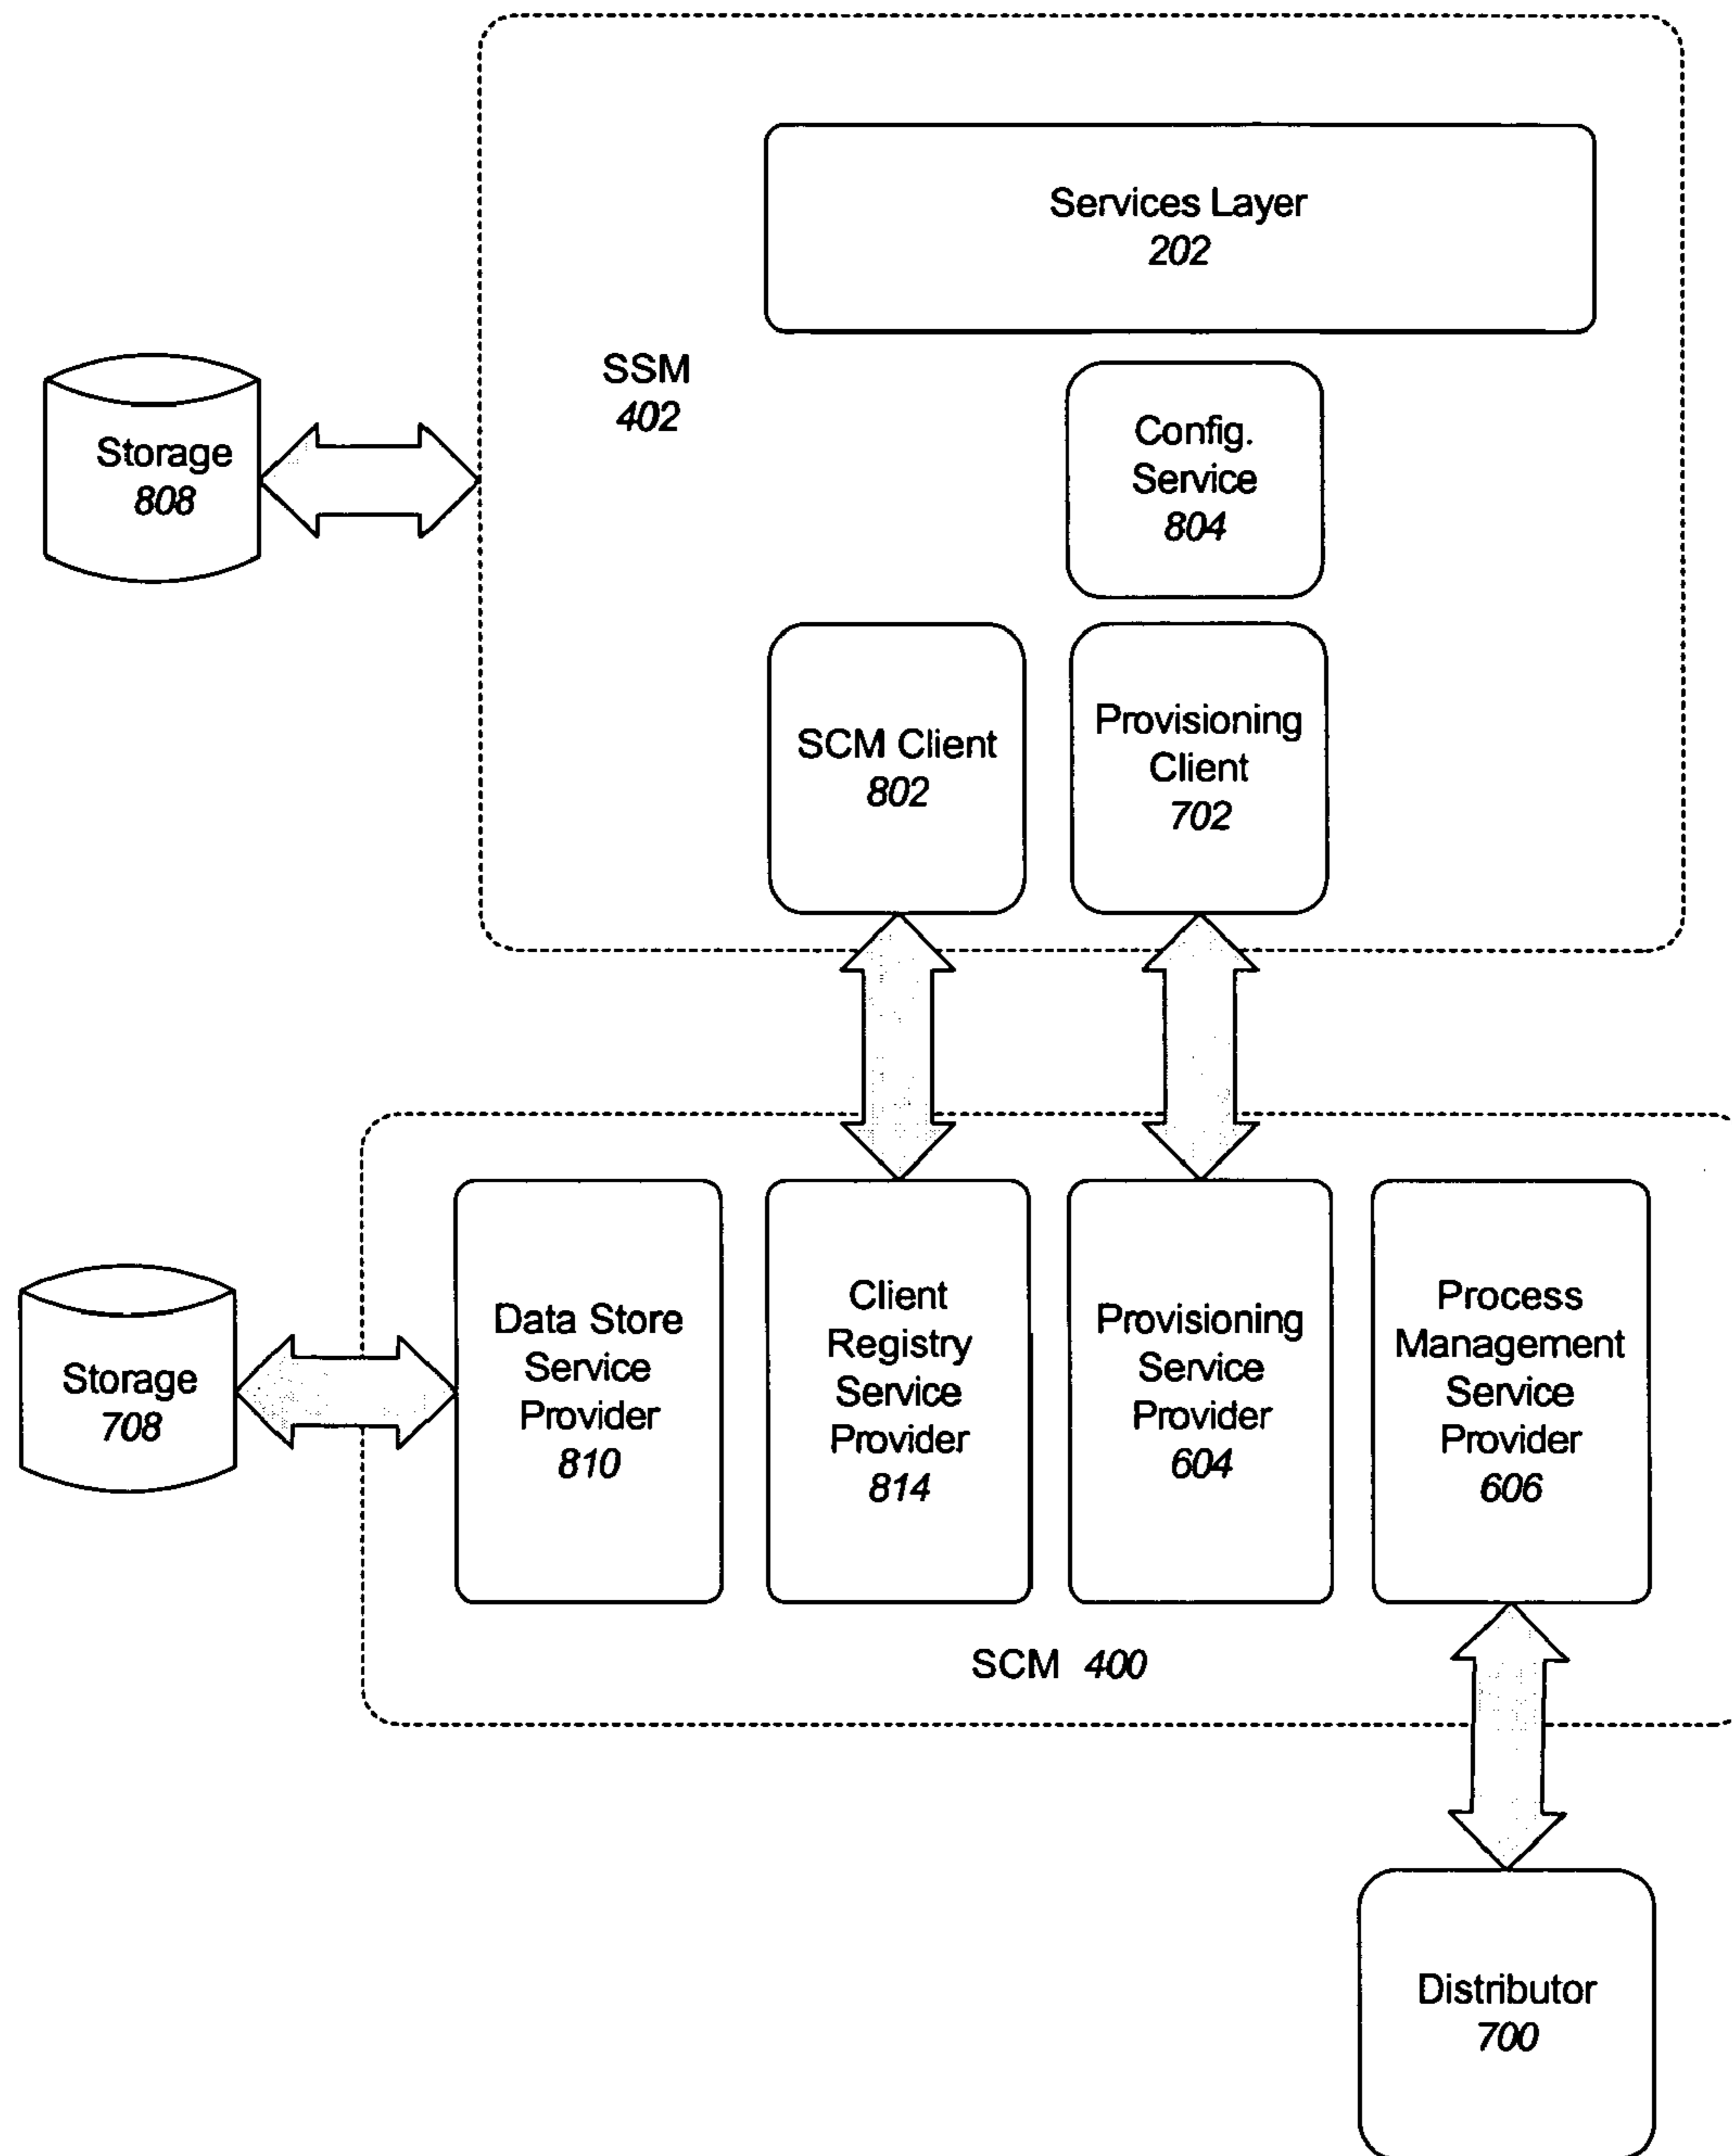 Services Layer
202
SSM
402
Storage
808
Config.
Service
804
SCM Client
802
Provisioning
Client
702
Storage
708
Data Store
Service
Provider
810
Client
Registry
Service
Provider
814
Provisioning
Service
Provider
604
Process
Management
Service
Provider
606
SCM 400
Distributor
700